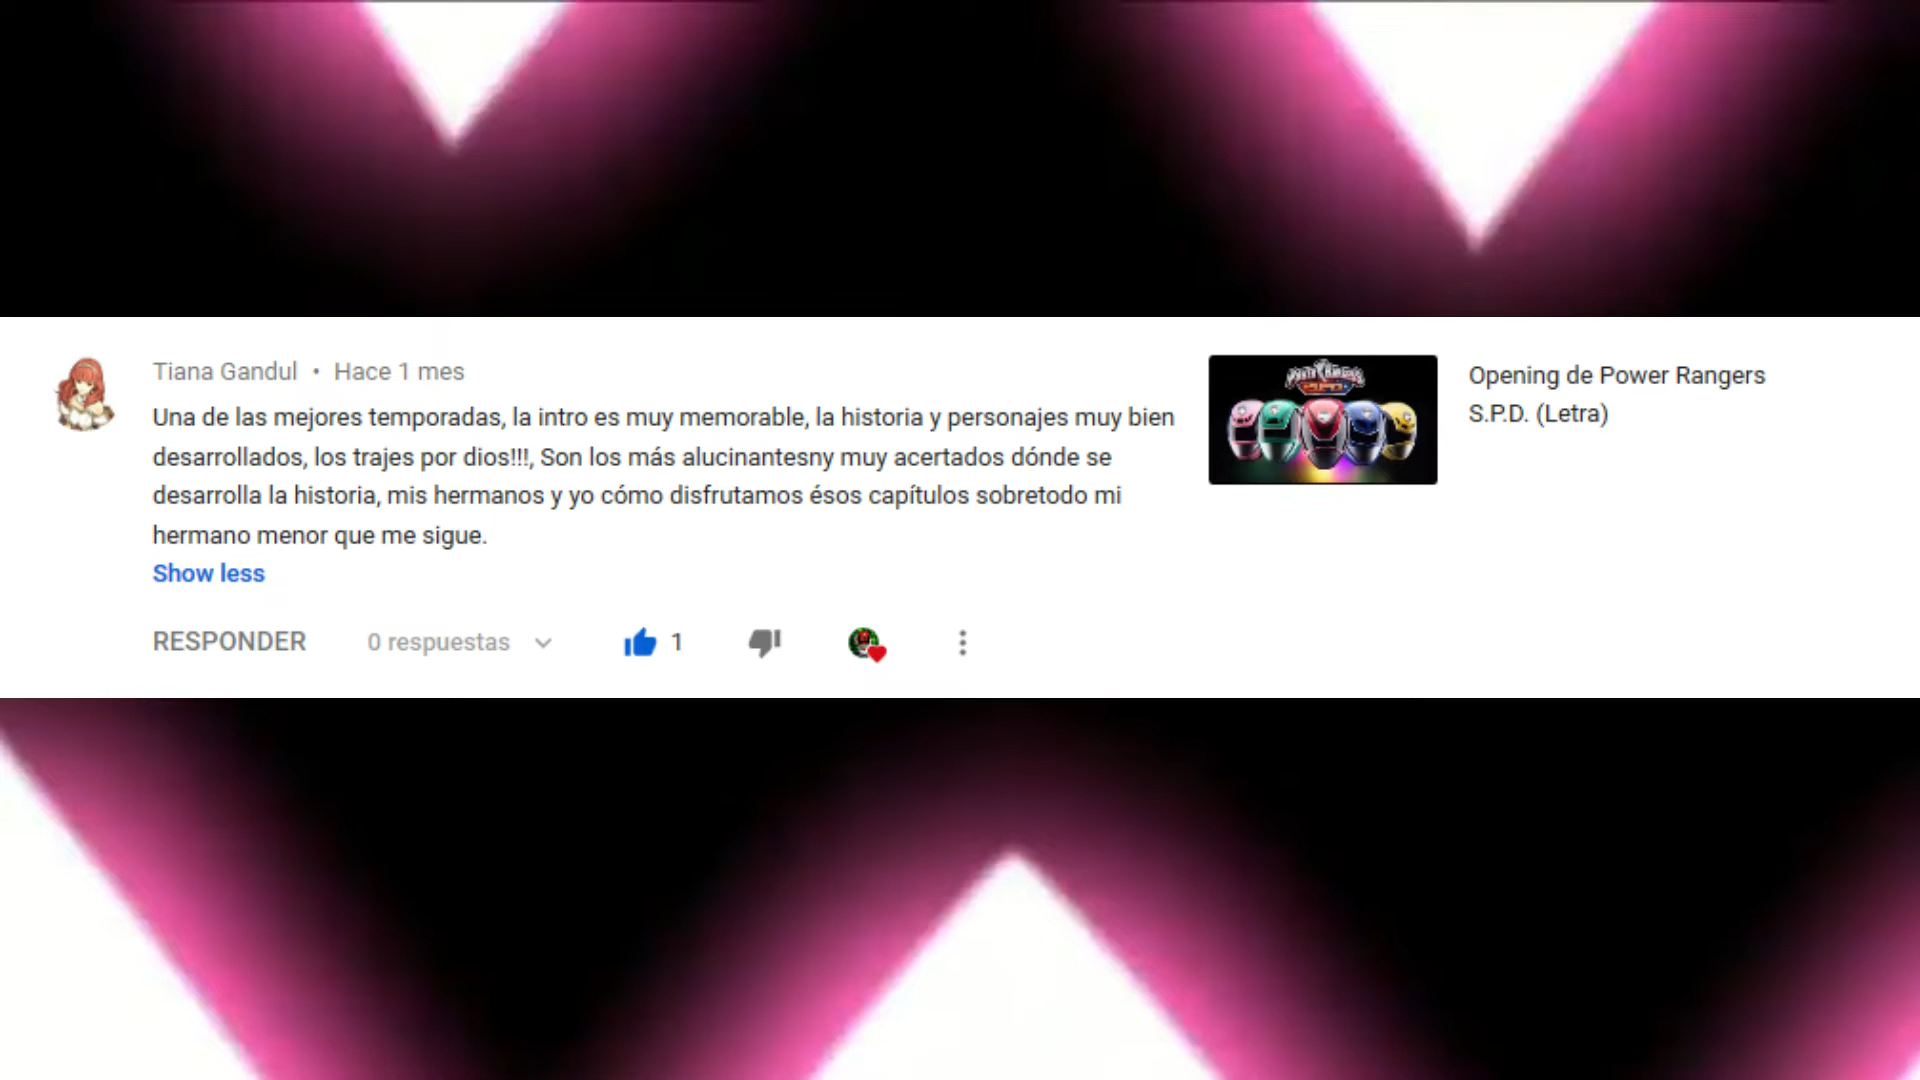 Tiana Gandul • Hace 1 mes
Una de las mejores temporadas, la intro es muy memorable, la historia y personajes muy bien
desarrollados, los trajes por dios!!!, Son los más alucinantesny muy acertados dónde se
desarrolla la historia, mis hermanos y yo cómo disfrutamos ésos capítulos sobretodo mi
hermano menor que me sigue.
Show less
RESPONDER 0 respuestas 1
POWER RANGERS
S.P.D.
Opening de Power Rangers
S.P.D. (Letra)